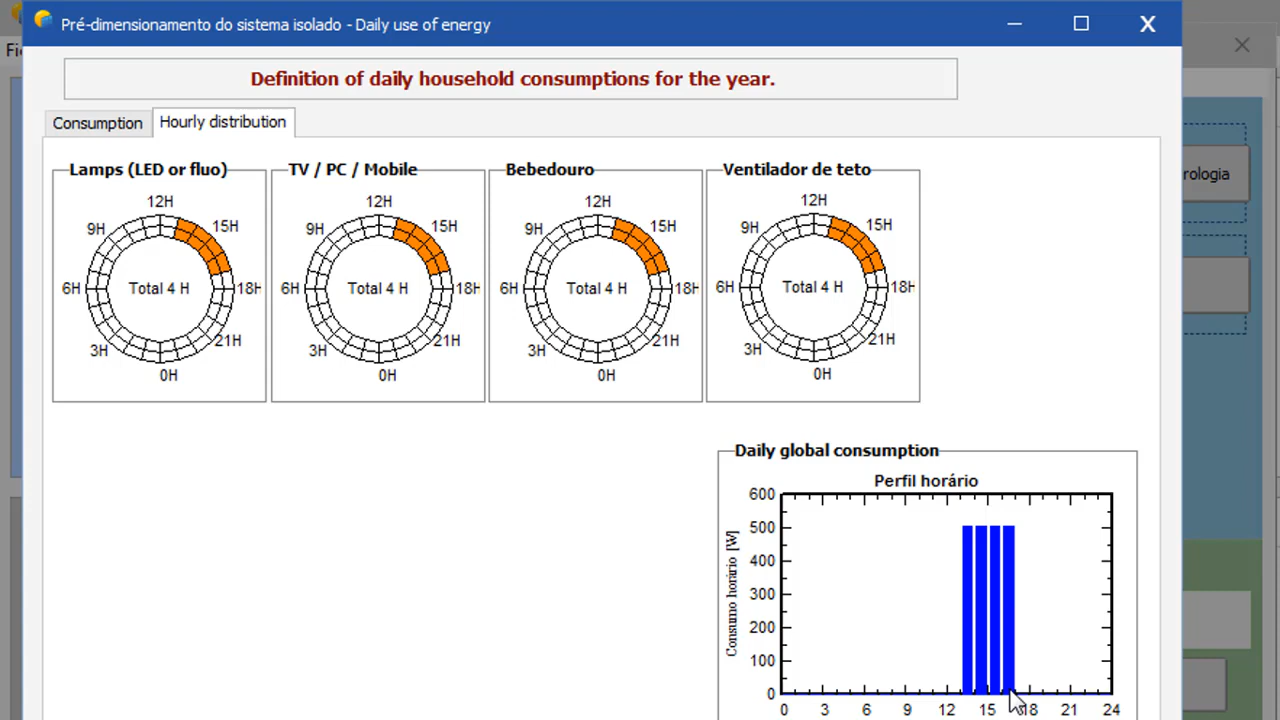 Pré-dimensionamento do sistema isolado - Daily use of energy
Definition of daily household consumptions for the year.
Consumption
Hourly distribution
Lamps (LED or fluo)
12H
9H
15H
6H
Total 4 H
18H
3H
21H
0H
TV / PC / Mobile
12H
9H
15H
6H
Total 4 H
18H
3H
21H
0H
Bebedouro
12H
9H
15H
6H
Total 4 H
18H
3H
21H
0H
Ventilador de teto
12H
9H
15H
6H
Total 4 H
18H
3H
21H
0H
rologia
Daily global consumption
Perfil horário
Consumo horário [W]
600
500
400
300
200
100
0
0 3 6 9 12 15 18 21 24